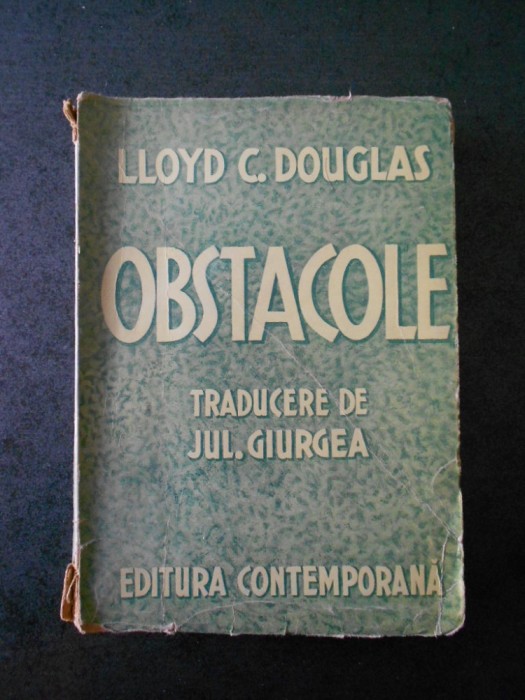 LLOYD C. DOUGLAS
OBSTACOLE
TRADUCERE DE
JUL. GIURGEA
EDITURA CONTEMPORANĂ